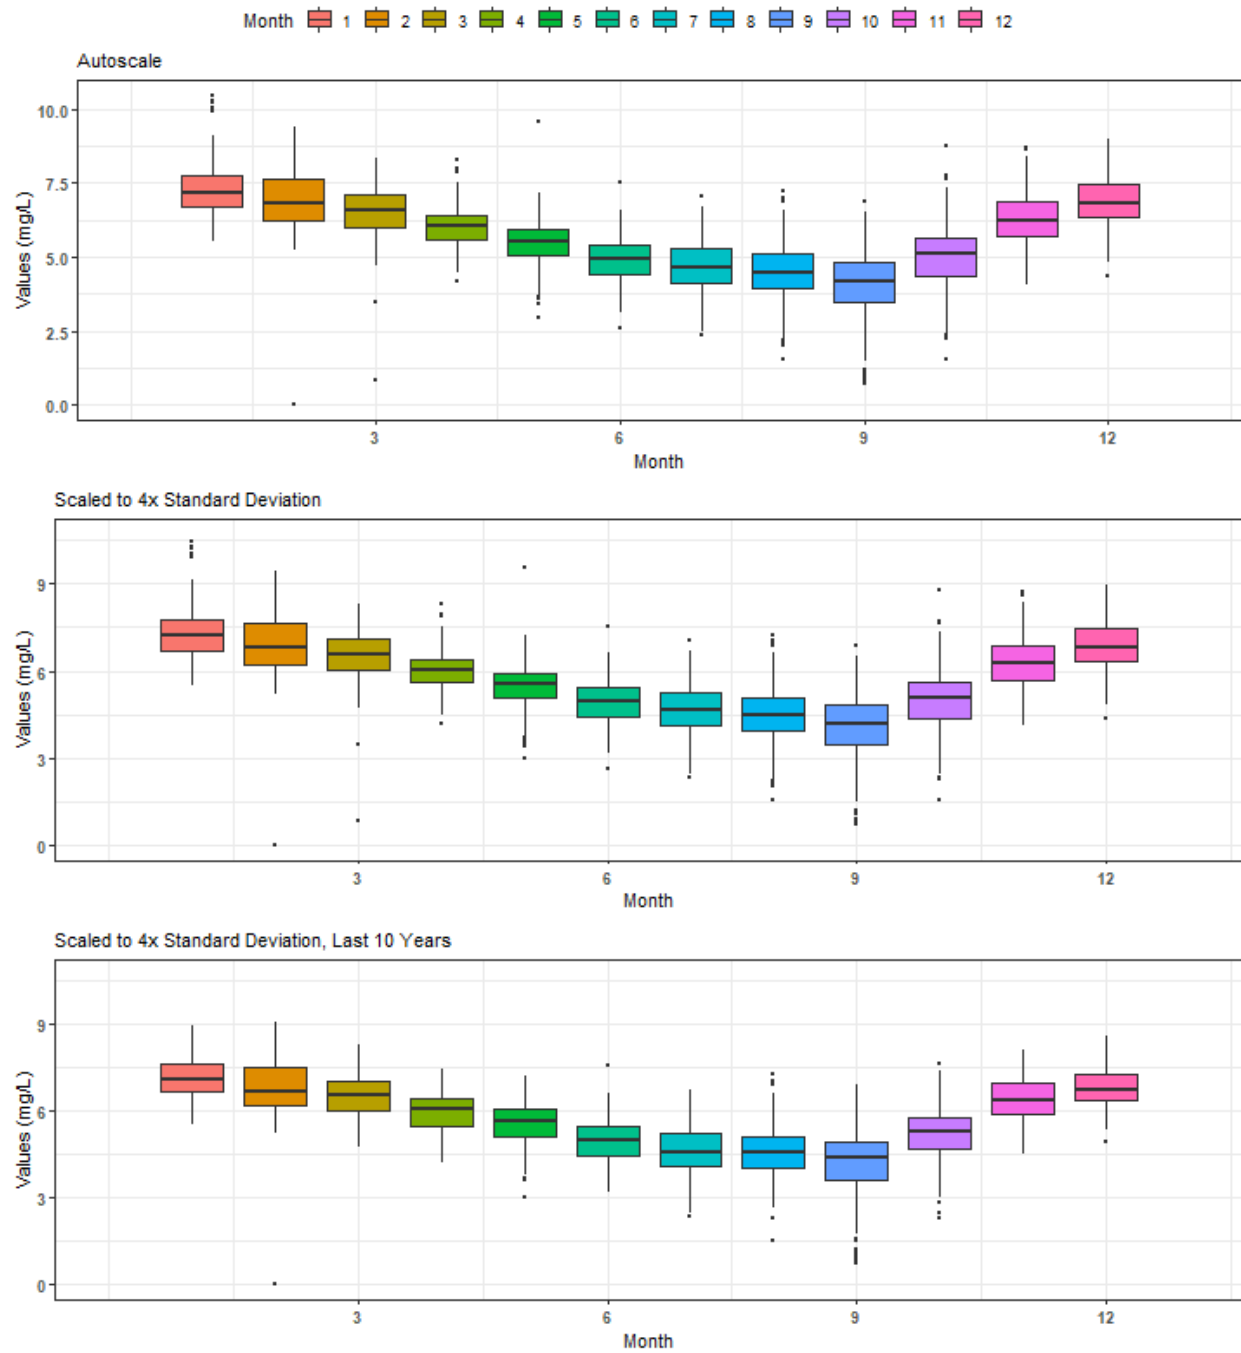 Month 1 2 3 4 5 6 7 8 9 10 11 12
Autoscale
Values (mg/L)
10.0
7.5
5.0
2.5
0.0
3 6 9 12
Month
Scaled to 4x Standard Deviation
Values (mg/L)
9
6
3
0
3 6 9 12
Month
Scaled to 4x Standard Deviation, Last 10 Years
Values (mg/L)
9
6
3
0
3 6 9 12
Month